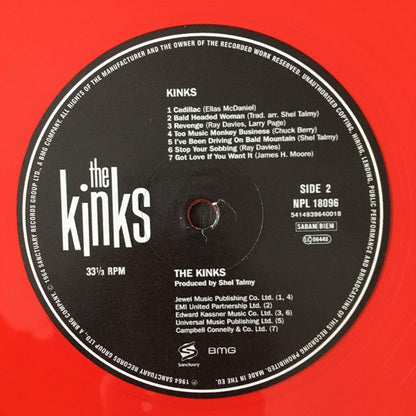 ALL RIGHTS OF THE MANUFACTURER AND THE OWNER OF THE RECORDED WORK RESERVED. UNAUTHORISED COPYING, HIRING, LENDING, PUBLIC PERFORMANCE AND BROADCASTING OF THIS RECORDING PROHIBITED. MADE IN THE EU. ℗ 1964 SANCTUARY RECORDS GROUP LTD., A BMG COMPANY. © 1964 SANCTUARY RECORDS GROUP LTD., A BMG COMPANY.
KINKS
1 Cadillac (Elias McDaniel)
2 Bald Headed Woman (Trad. arr. Shel Talmy)
3 Revenge (Ray Davies, Larry Page)
4 Too Much Monkey Business (Chuck Berry)
5 I've Been Driving On Bald Mountain (Shel Talmy)
6 Stop Your Sobbing (Ray Davies)
7 Got Love If You Want It (James H. Moore)
the
kinks
33⅓ RPM
SIDE 2
NPL 18096
5414939640018
SABAM/BIEM
LC 06448
THE KINKS
Produced by Shel Talmy
Jewel Music Publishing Co. Ltd. (1, 4)
EMI United Partnership Ltd. (2)
Edward Kassner Music Co. Ltd. (3, 6)
Universal Music Publishing Ltd. (5)
Campbell Connelly & Co. Ltd. (7)
Sanctuary
BMG